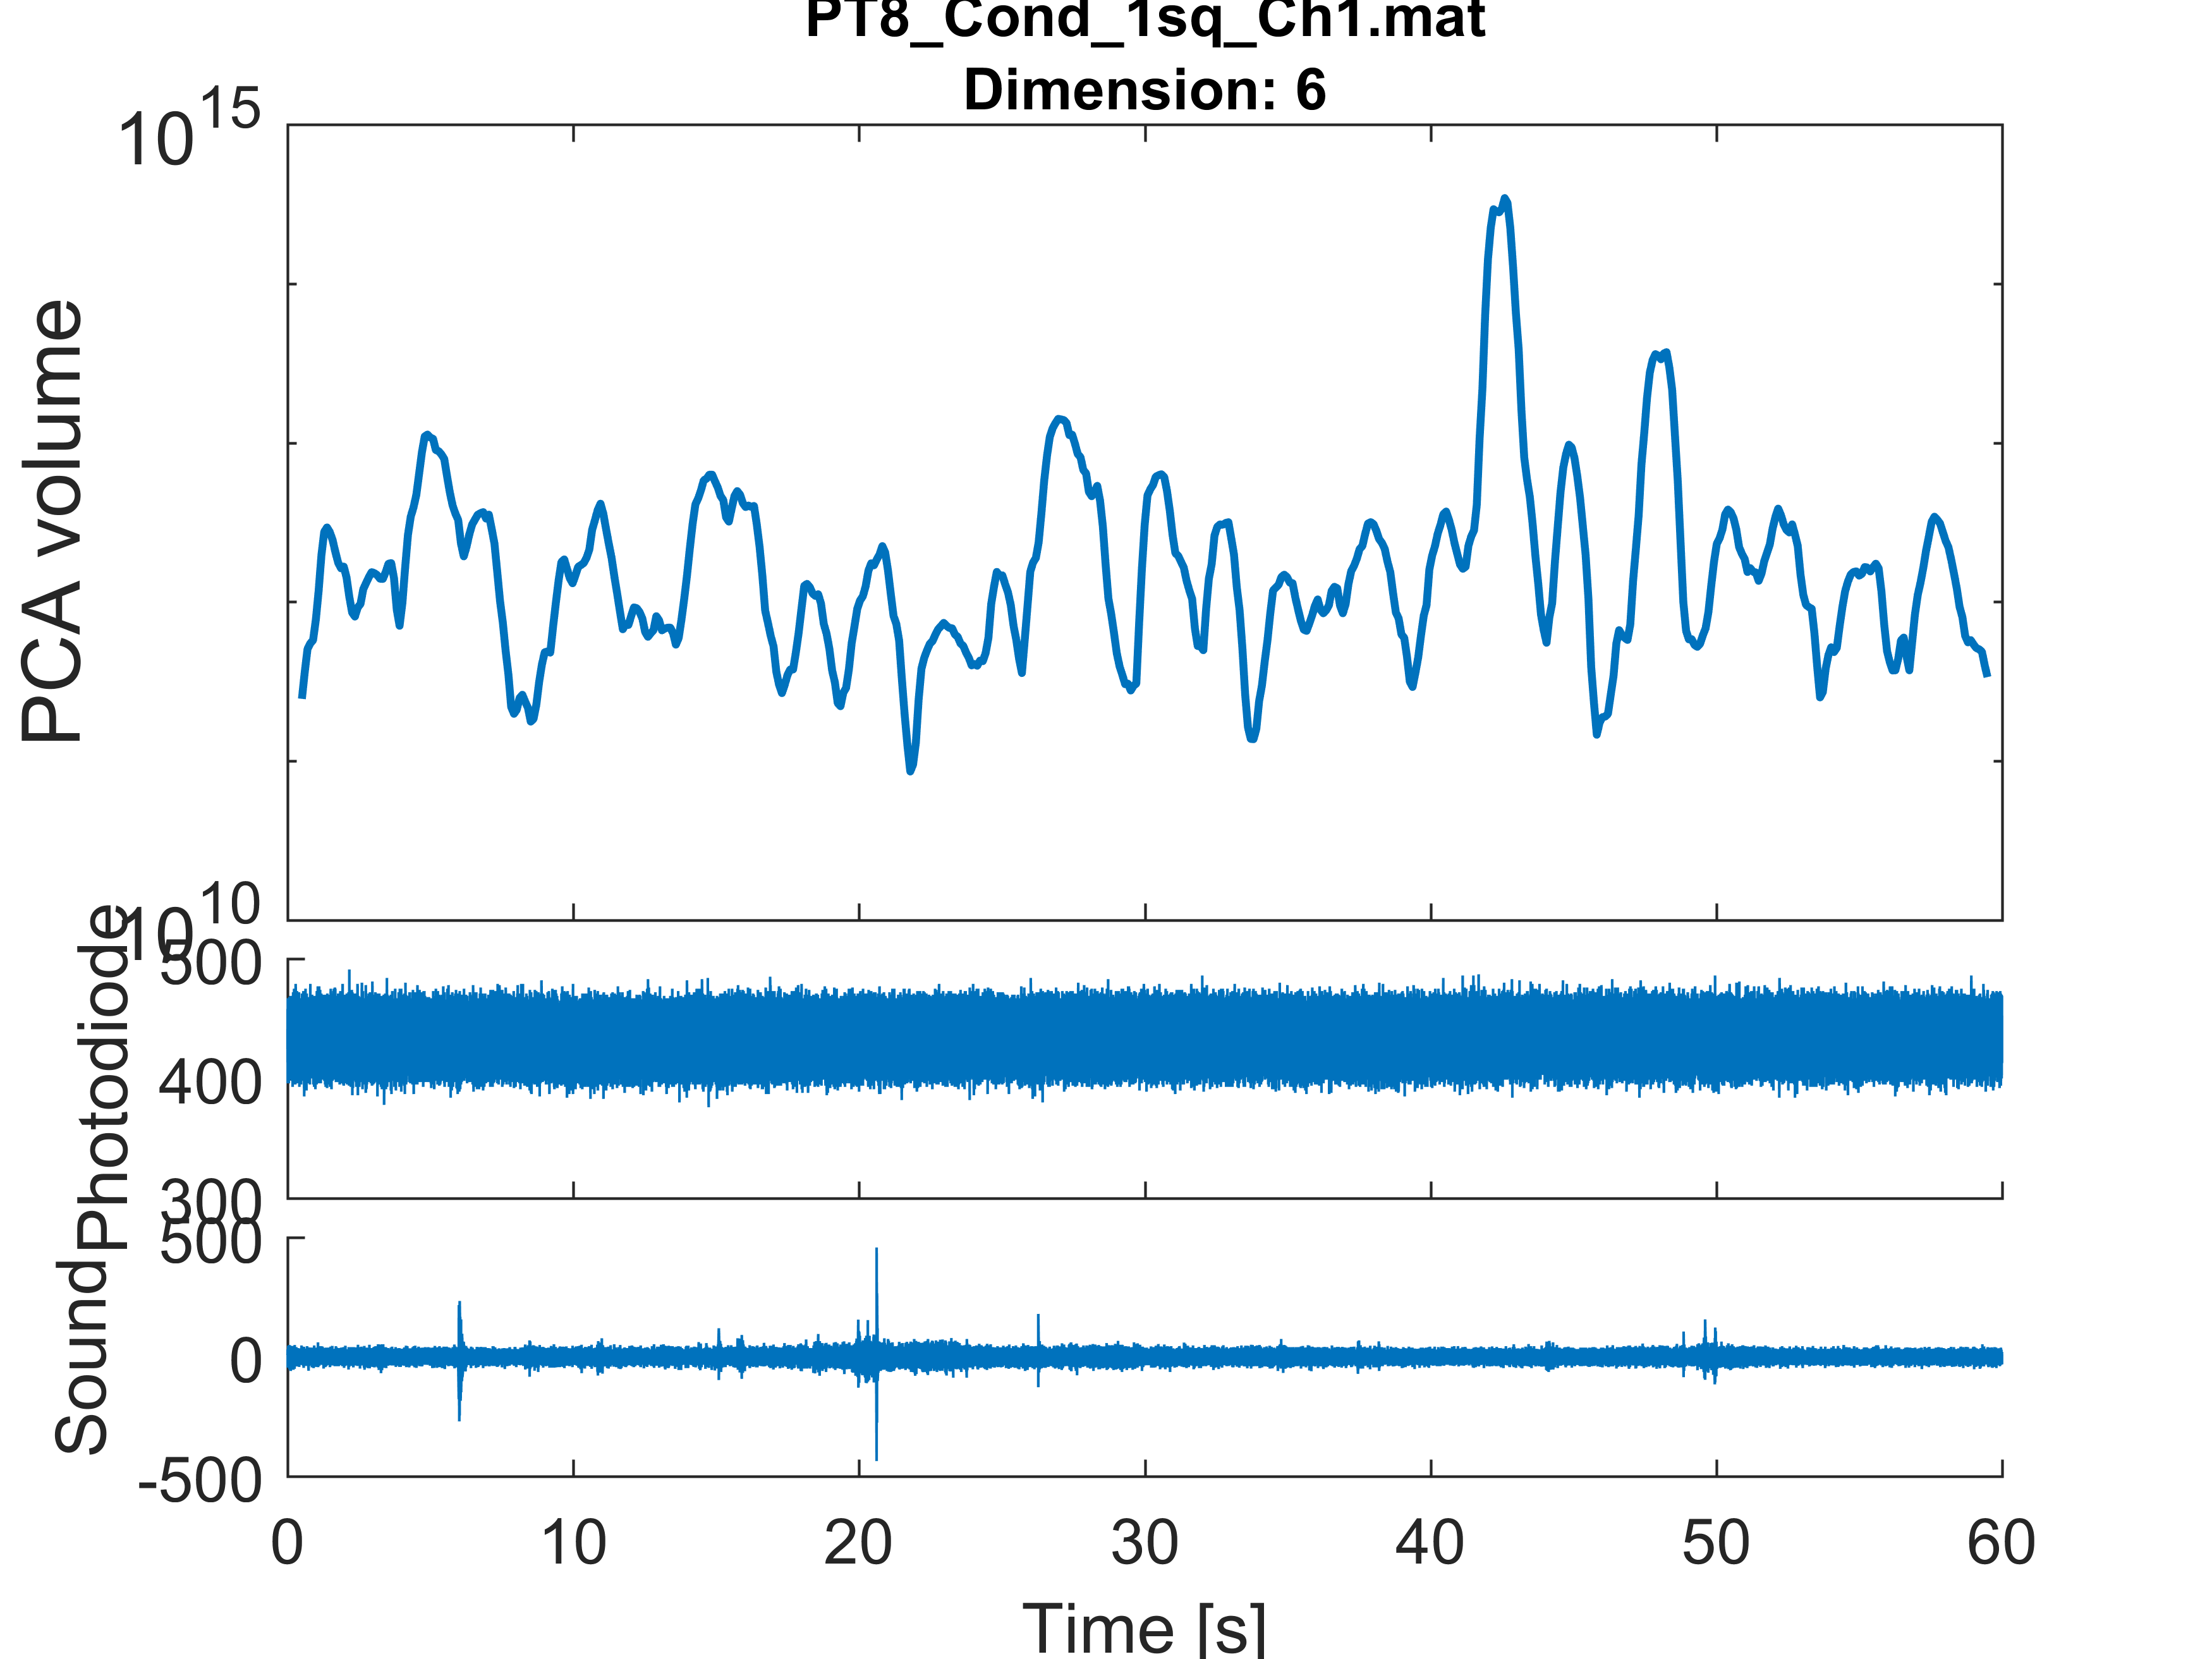 PT8_Cond_1sq_Ch1.mat
Dimension: 6
10^15
PCA volume
10^10
500
Photodiode
400
300
500
Sound
0
-500
0 10 20 30 40 50 60
Time [s]